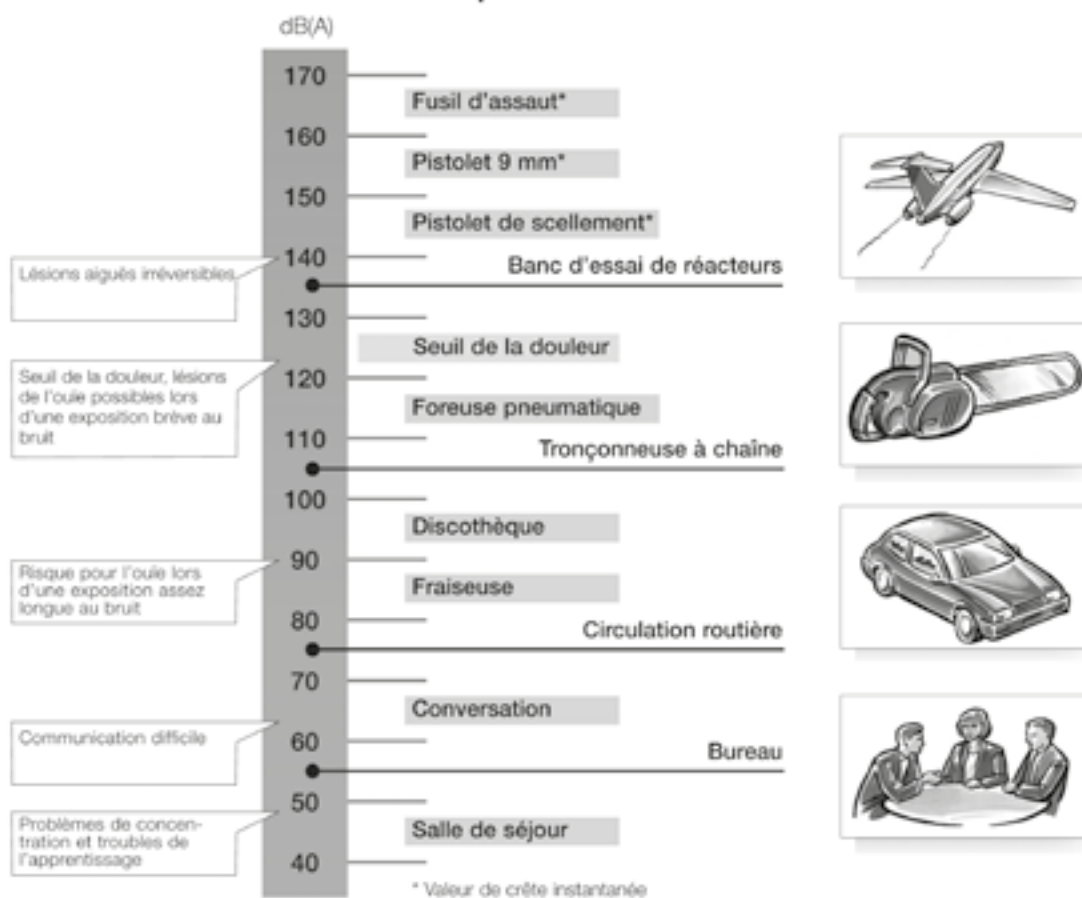 dB(A)
170
Fusil d'assaut*
160
Pistolet 9 mm*
150
Pistolet de scellement*
140
Banc d'essai de réacteurs
Lésions aiguës irréversibles
130
Seuil de la douleur
Seuil de la douleur, lésions
de l'ouïe possibles lors
d'une exposition brève au
bruit
120
Foreuse pneumatique
110
Tronçonneuse à chaîne
100
Discothèque
90
Risque pour l'ouïe lors
d'une exposition assez
longue au bruit
Fraiseuse
80
Circulation routière
70
Conversation
Communication difficile
60
Bureau
50
Problèmes de concen-
tration et troubles de
l'apprentissage
Salle de séjour
40
* Valeur de crête instantanée